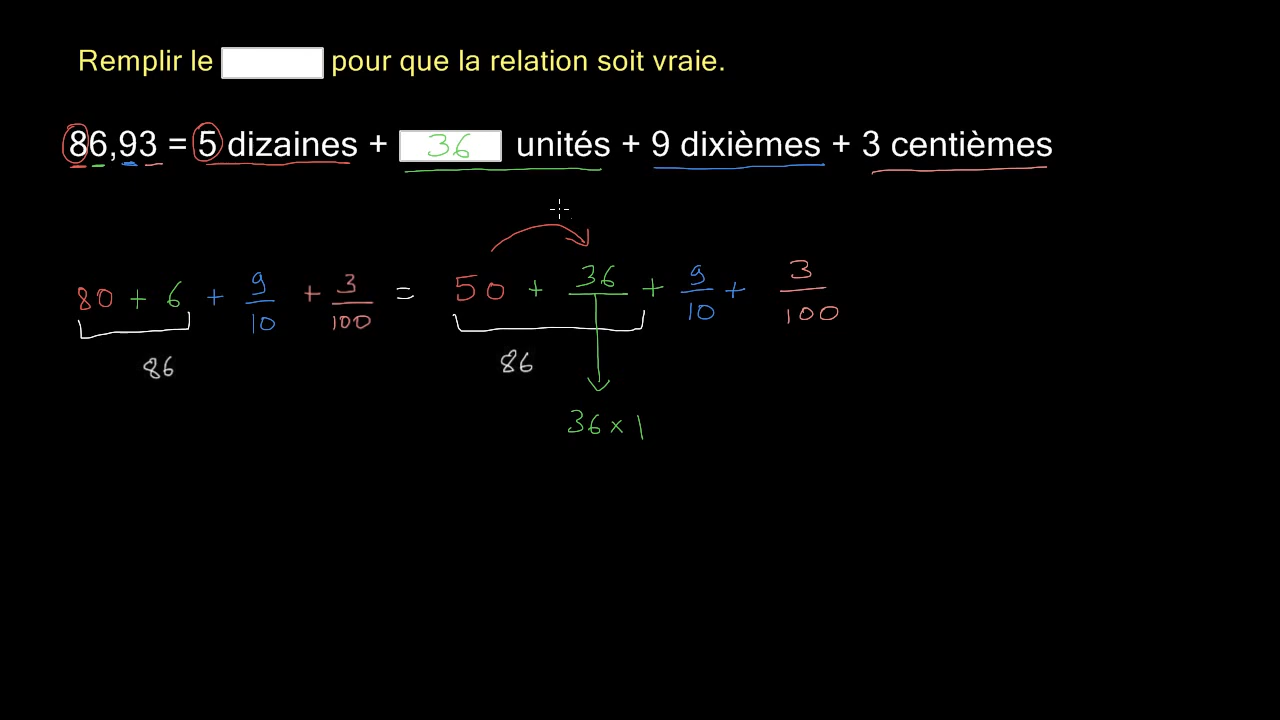 Remplir le pour que la relation soit vraie.
86,93 = 5 dizaines + 36 unités + 9 dixièmes + 3 centièmes
80 + 6 + 9/10 + 3/100 = 50 + 36 + 9/10 + 3/100
86 86
36 × 1